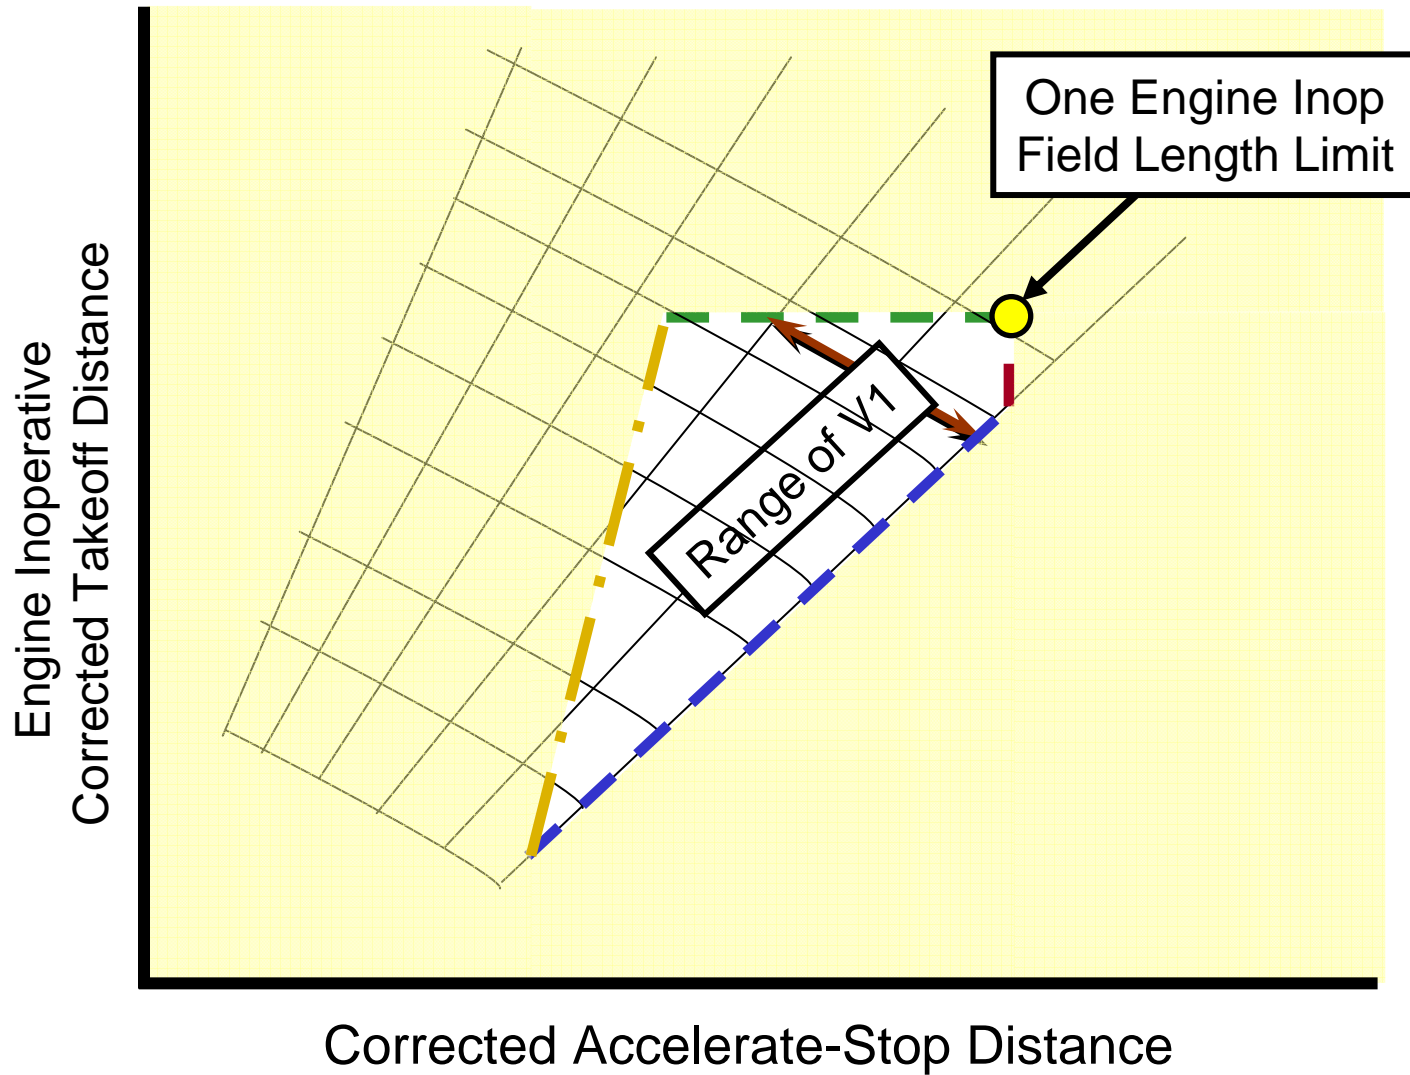 One Engine Inop
Field Length Limit
Range of V1
Engine Inoperative
Corrected Takeoff Distance
Corrected Accelerate-Stop Distance